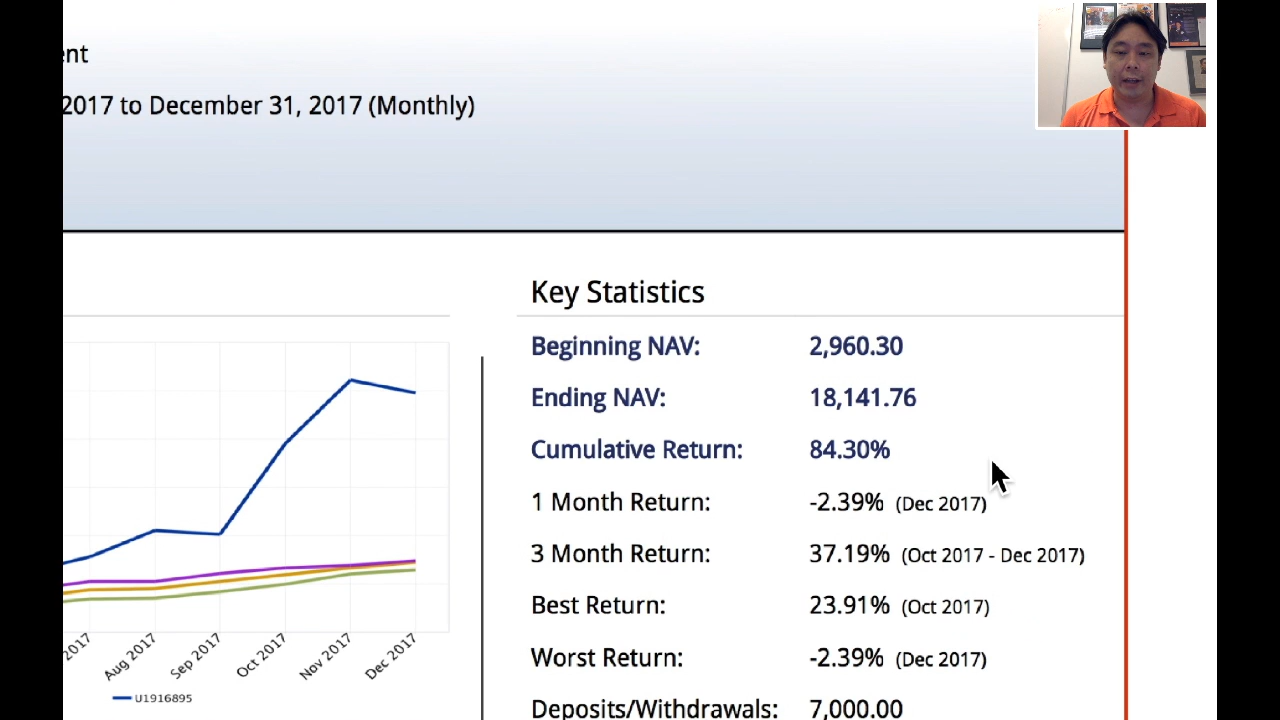 ent
2017 to December 31, 2017 (Monthly)
Key Statistics
Beginning NAV: 2,960.30
Ending NAV: 18,141.76
Cumulative Return: 84.30%
1 Month Return: -2.39% (Dec 2017)
3 Month Return: 37.19% (Oct 2017 - Dec 2017)
Best Return: 23.91% (Oct 2017)
Worst Return: -2.39% (Dec 2017)
Deposits/Withdrawals: 7,000.00
2017 Aug 2017 Sep 2017 Oct 2017 Nov 2017 Dec 2017
U1916895